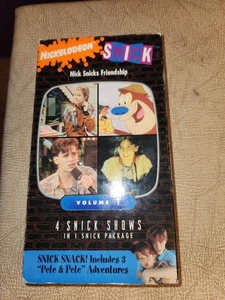 NICKELODEON
SNICK
Nick Snicks Friendship
VOLUME 1
4 SNICK SHOWS
IN 1 SNICK PACKAGE
SNICK SNACK! Includes 3
"Pete & Pete" Adventures